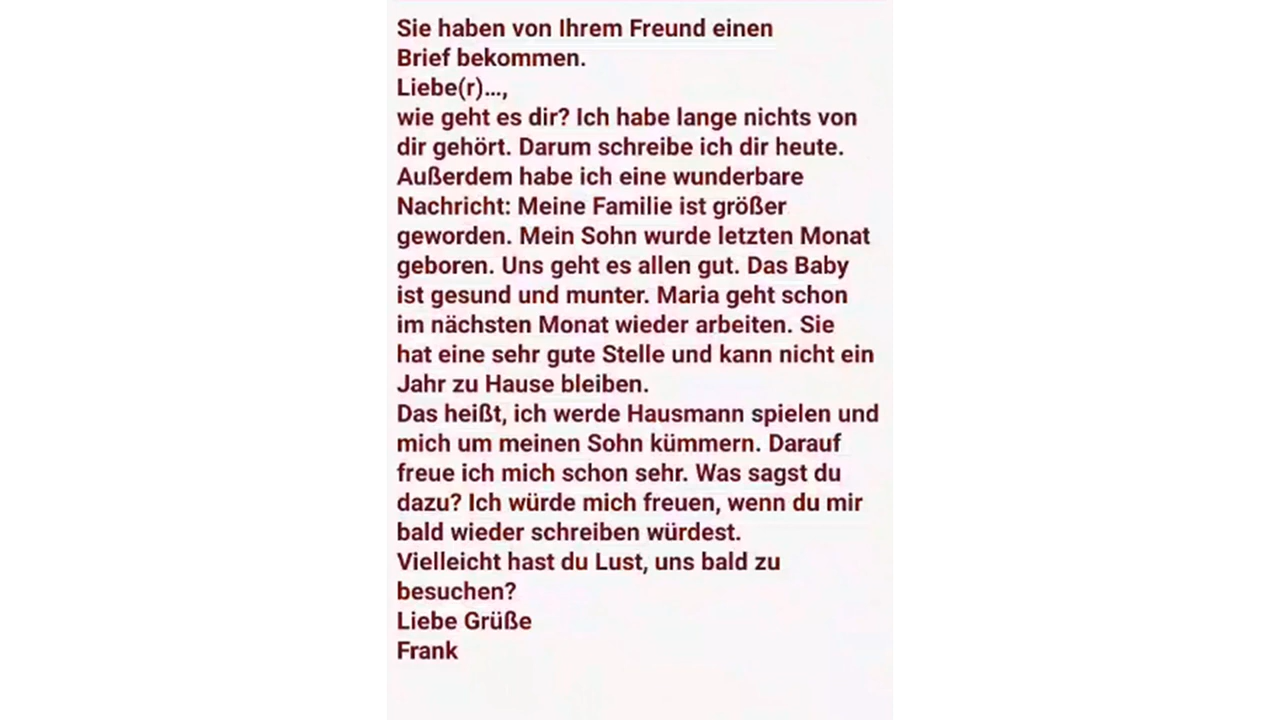 Sie haben von Ihrem Freund einen
Brief bekommen.
Liebe(r)...,
wie geht es dir? Ich habe lange nichts von
dir gehört. Darum schreibe ich dir heute.
Außerdem habe ich eine wunderbare
Nachricht: Meine Familie ist größer
geworden. Mein Sohn wurde letzten Monat
geboren. Uns geht es allen gut. Das Baby
ist gesund und munter. Maria geht schon
im nächsten Monat wieder arbeiten. Sie
hat eine sehr gute Stelle und kann nicht ein
Jahr zu Hause bleiben.
Das heißt, ich werde Hausmann spielen und
mich um meinen Sohn kümmern. Darauf
freue ich mich schon sehr. Was sagst du
dazu? Ich würde mich freuen, wenn du mir
bald wieder schreiben würdest.
Vielleicht hast du Lust, uns bald zu
besuchen?
Liebe Grüße
Frank